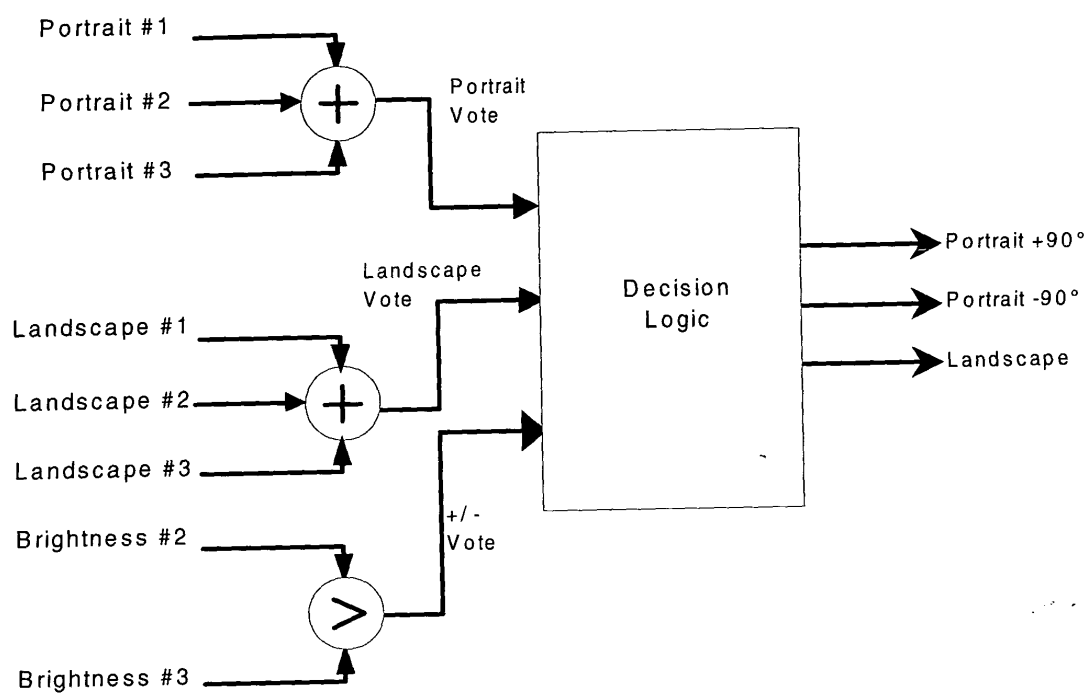 Portrait #1
Portrait #2
Portrait #3
+
Portrait
Vote
Landscape
Vote
Landscape #1
Landscape #2
Landscape #3
+
Brightness #2
Brightness #3
>
+/-
Vote
Decision
Logic
Portrait +90°
Portrait -90°
Landscape